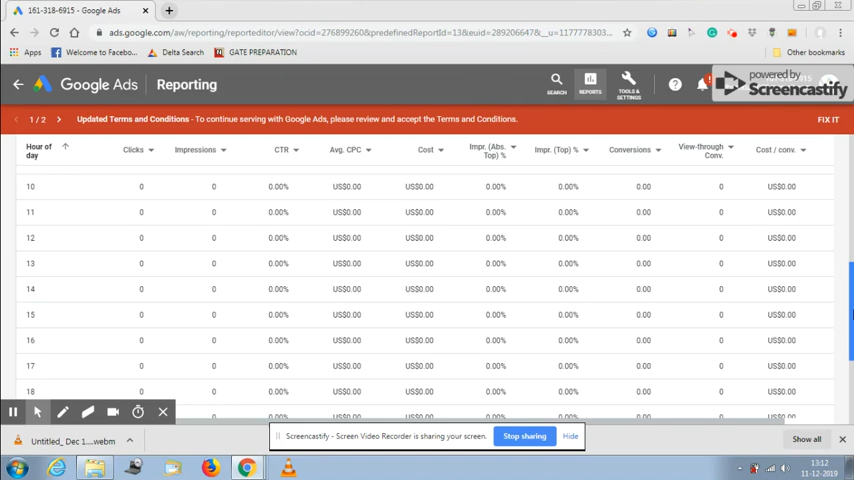 161-318-6915 - Google Ads
ads.google.com/aw/reporting/reporteditor/view?ocid=276899260&predefinedReportId=13&euid=289206647&__u=1177778303...
Apps Welcome to Facebo... Delta Search GATE PREPARATION Other bookmarks
Google Ads Reporting
SEARCH REPORTS TOOLS & SETTINGS
powered by
Screencastify
1 / 2 Updated Terms and Conditions - To continue serving with Google Ads, please review and accept the Terms and Conditions. FIX IT
Hour of day Clicks Impressions CTR Avg. CPC Cost Impr. (Abs. Top) % Impr. (Top) % Conversions View-through Conv. Cost / conv.
10 0 0 0.00% US$0.00 US$0.00 0.00% 0.00% 0.00 0 US$0.00
11 0 0 0.00% US$0.00 US$0.00 0.00% 0.00% 0.00 0 US$0.00
12 0 0 0.00% US$0.00 US$0.00 0.00% 0.00% 0.00 0 US$0.00
13 0 0 0.00% US$0.00 US$0.00 0.00% 0.00% 0.00 0 US$0.00
14 0 0 0.00% US$0.00 US$0.00 0.00% 0.00% 0.00 0 US$0.00
15 0 0 0.00% US$0.00 US$0.00 0.00% 0.00% 0.00 0 US$0.00
16 0 0 0.00% US$0.00 US$0.00 0.00% 0.00% 0.00 0 US$0.00
17 0 0 0.00% US$0.00 US$0.00 0.00% 0.00% 0.00 0 US$0.00
18 0 0 0.00% US$0.00 US$0.00 0.00% 0.00% 0.00 0 US$0.00
Screencastify - Screen Video Recorder is sharing your screen. Stop sharing Hide
Untitled_ Dec 1....webm Show all
13:12
11-12-2019